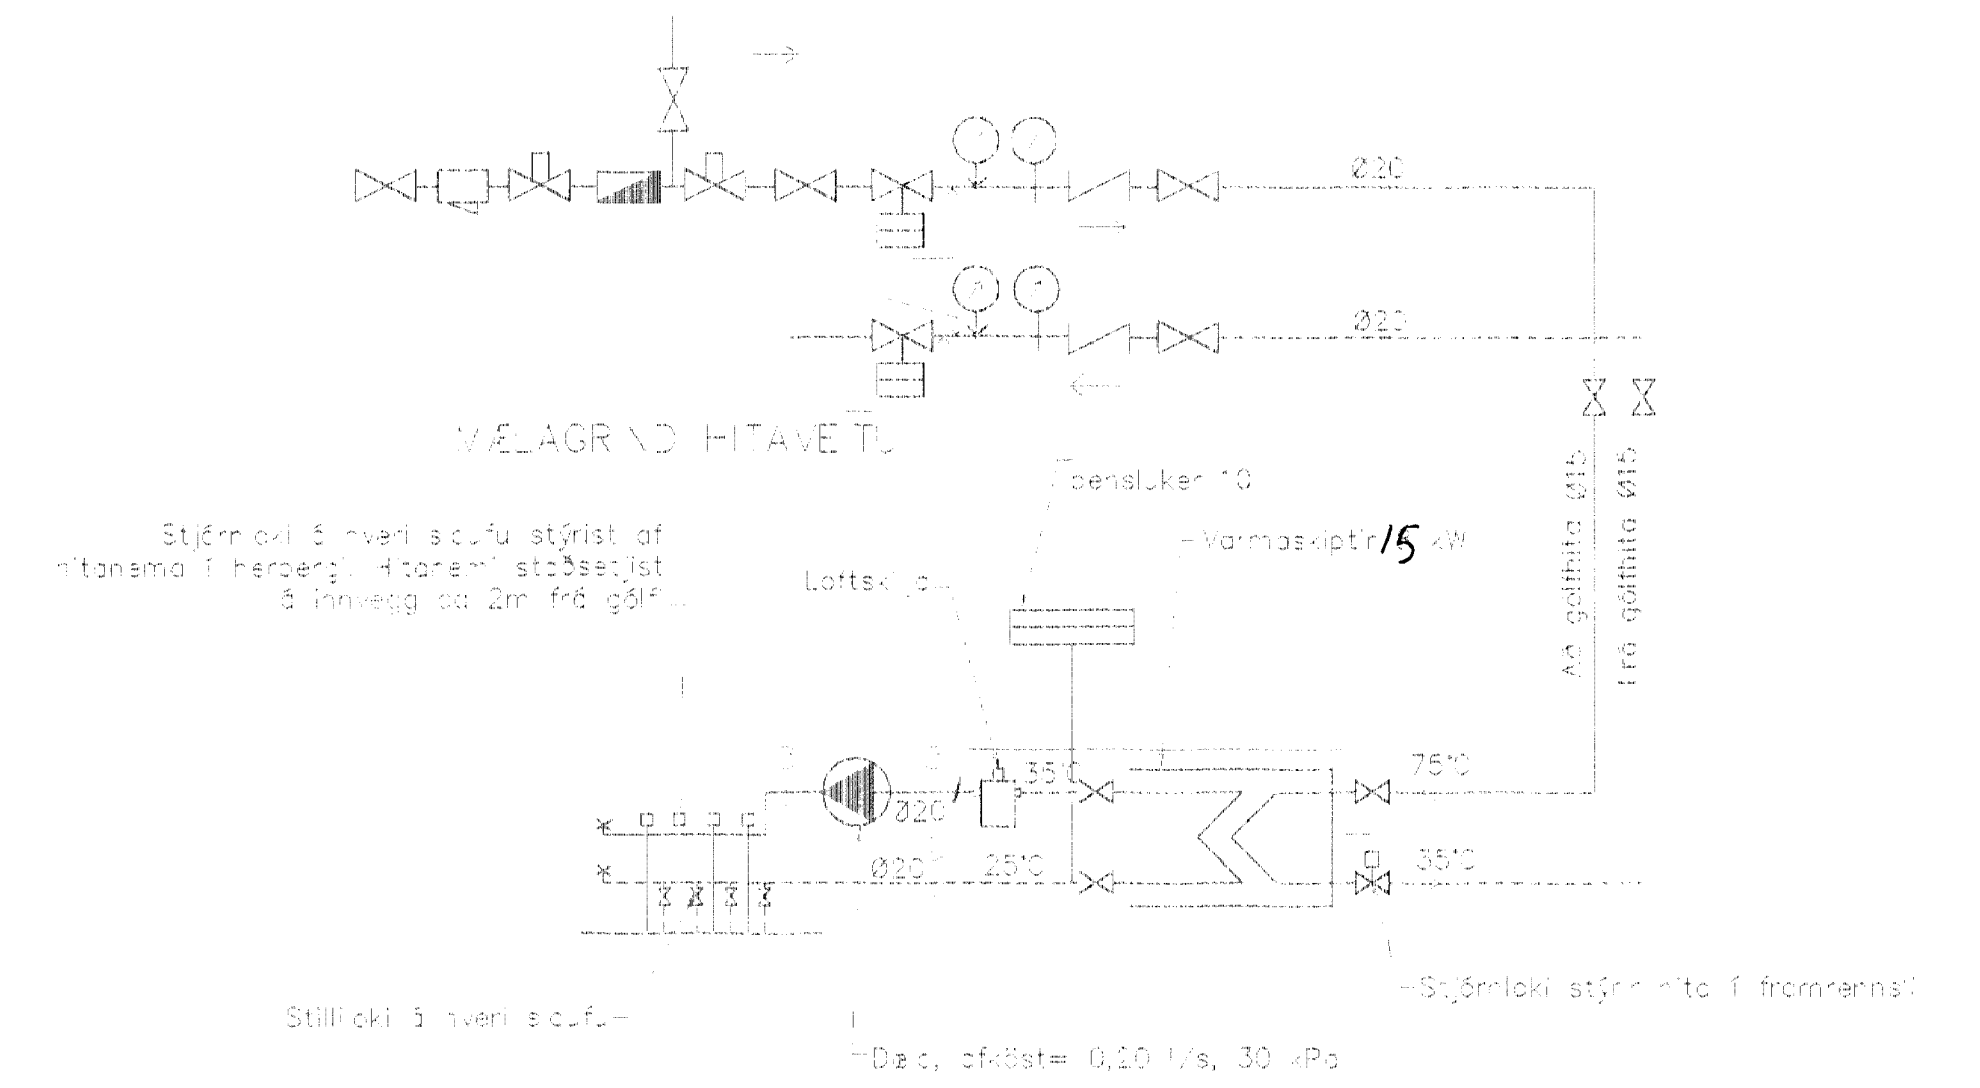 Ø20
Ø20
MÆLAGRIND HITAVEITU
Þensluker 10
Stjórnloki á hverri slaufu stýrist af
hitanema í herbergi. Hitanemi staðsetjist
á innvegg ca 2m frá gólfi
Varmaskiptir 15 kW
Loftskilja
Að gólfhita Ø15
Frá gólfhita Ø15
35°C
75°C
Ø20
Ø20
25°C
35°C
Stjórnloki stýrir hita í framrennsli
Stilliloki á hverri slaufu
Dæla, afköst= 0,20 l/s, 30 kPa